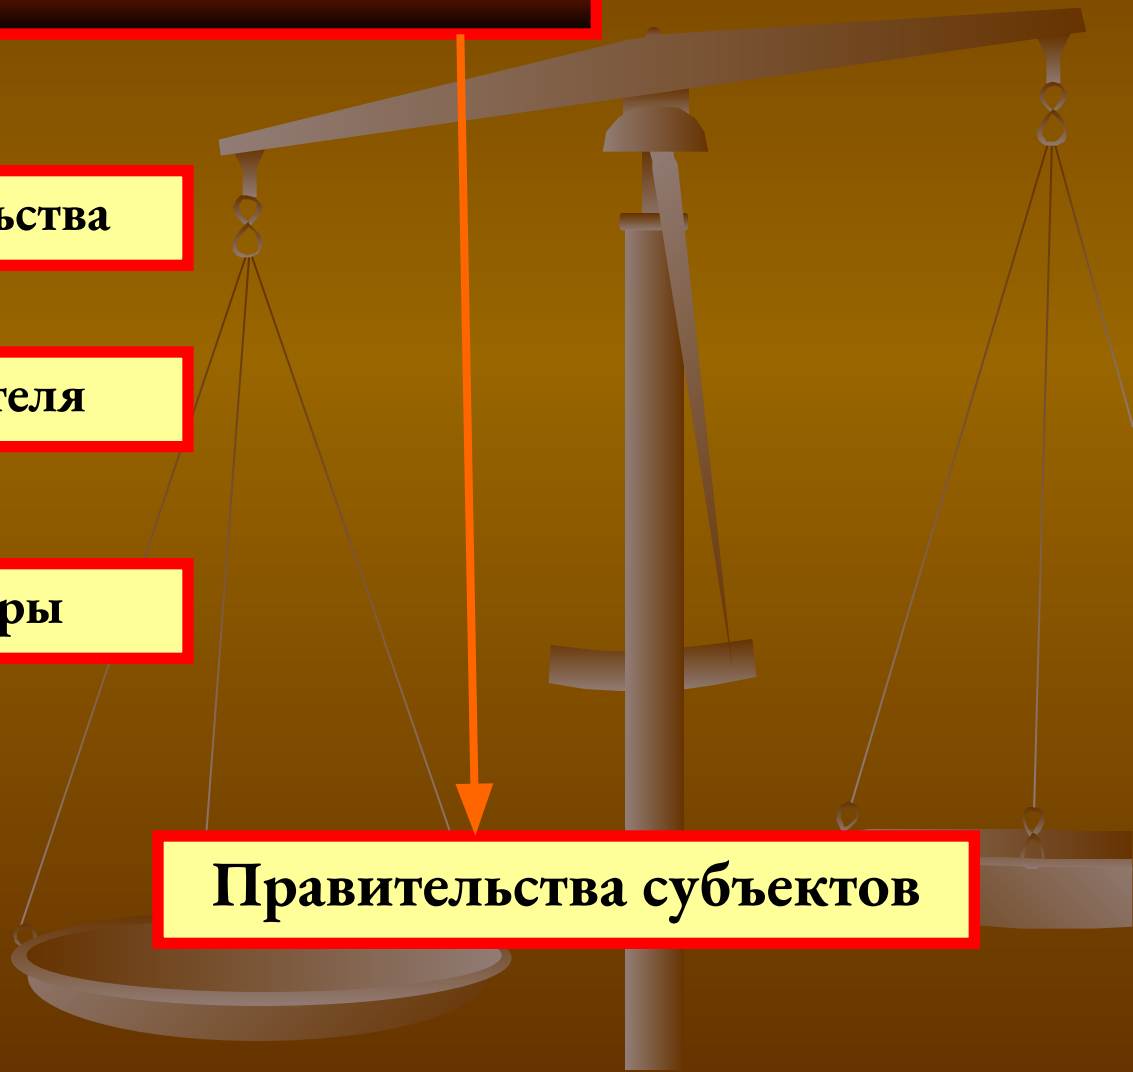 ьства
теля
ры
Правительства субъектов